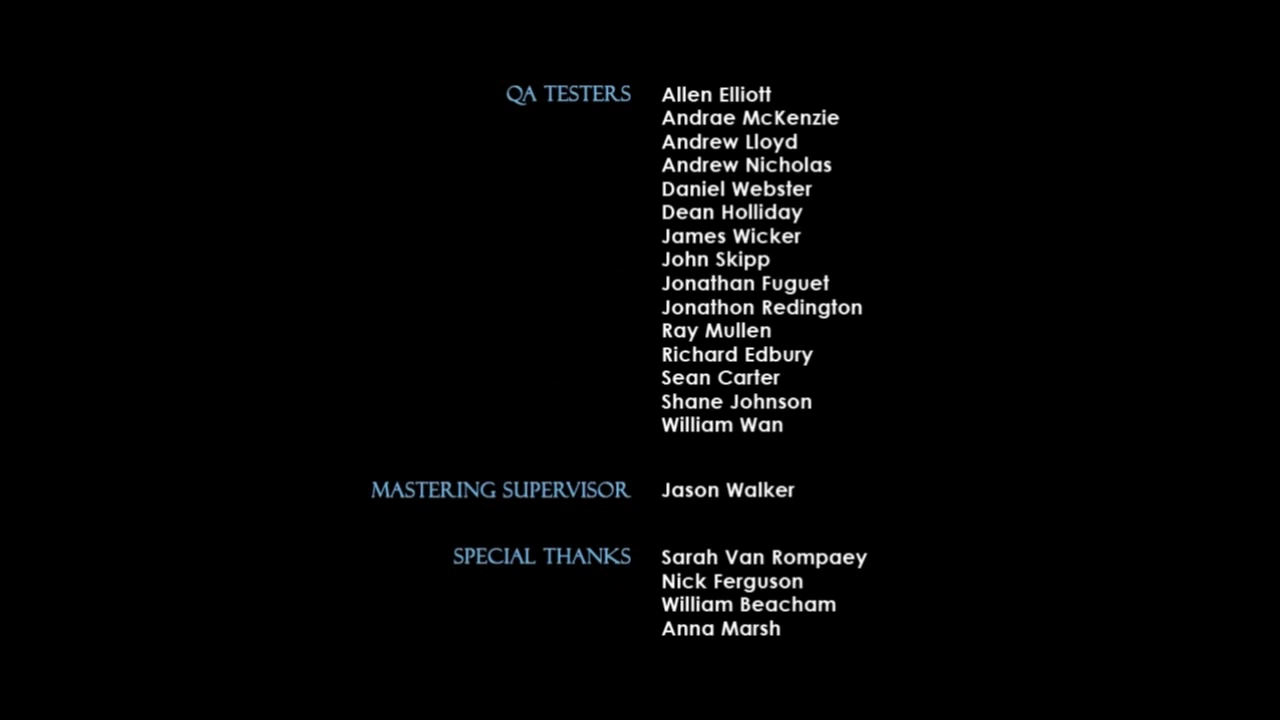 QA TESTERS Allen Elliott
Andrae McKenzie
Andrew Lloyd
Andrew Nicholas
Daniel Webster
Dean Holliday
James Wicker
John Skipp
Jonathan Fuguet
Jonathon Redington
Ray Mullen
Richard Edbury
Sean Carter
Shane Johnson
William Wan
MASTERING SUPERVISOR Jason Walker
SPECIAL THANKS Sarah Van Rompaey
Nick Ferguson
William Beacham
Anna Marsh